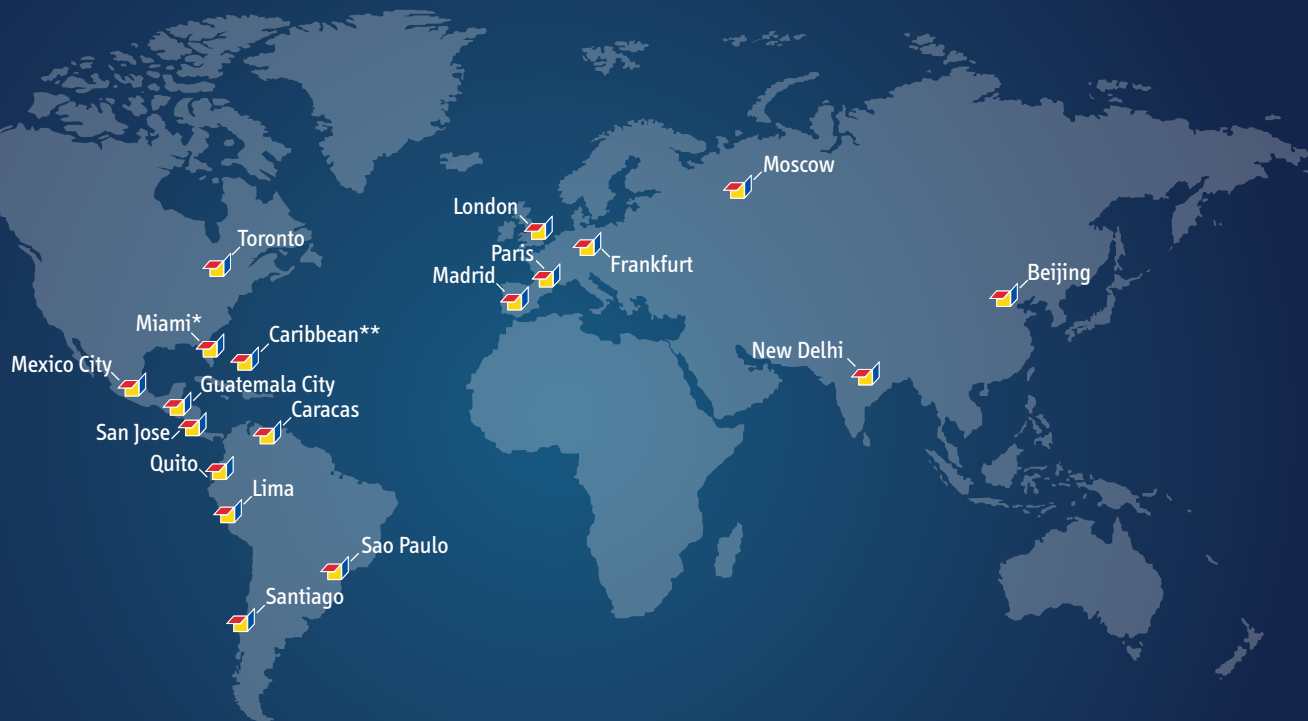 Moscow
London
Toronto
Paris
Frankfurt
Madrid
Beijing
Miami*
Caribbean**
New Delhi
Mexico City
Guatemala City
Caracas
San Jose
Quito
Lima
Sao Paulo
Santiago